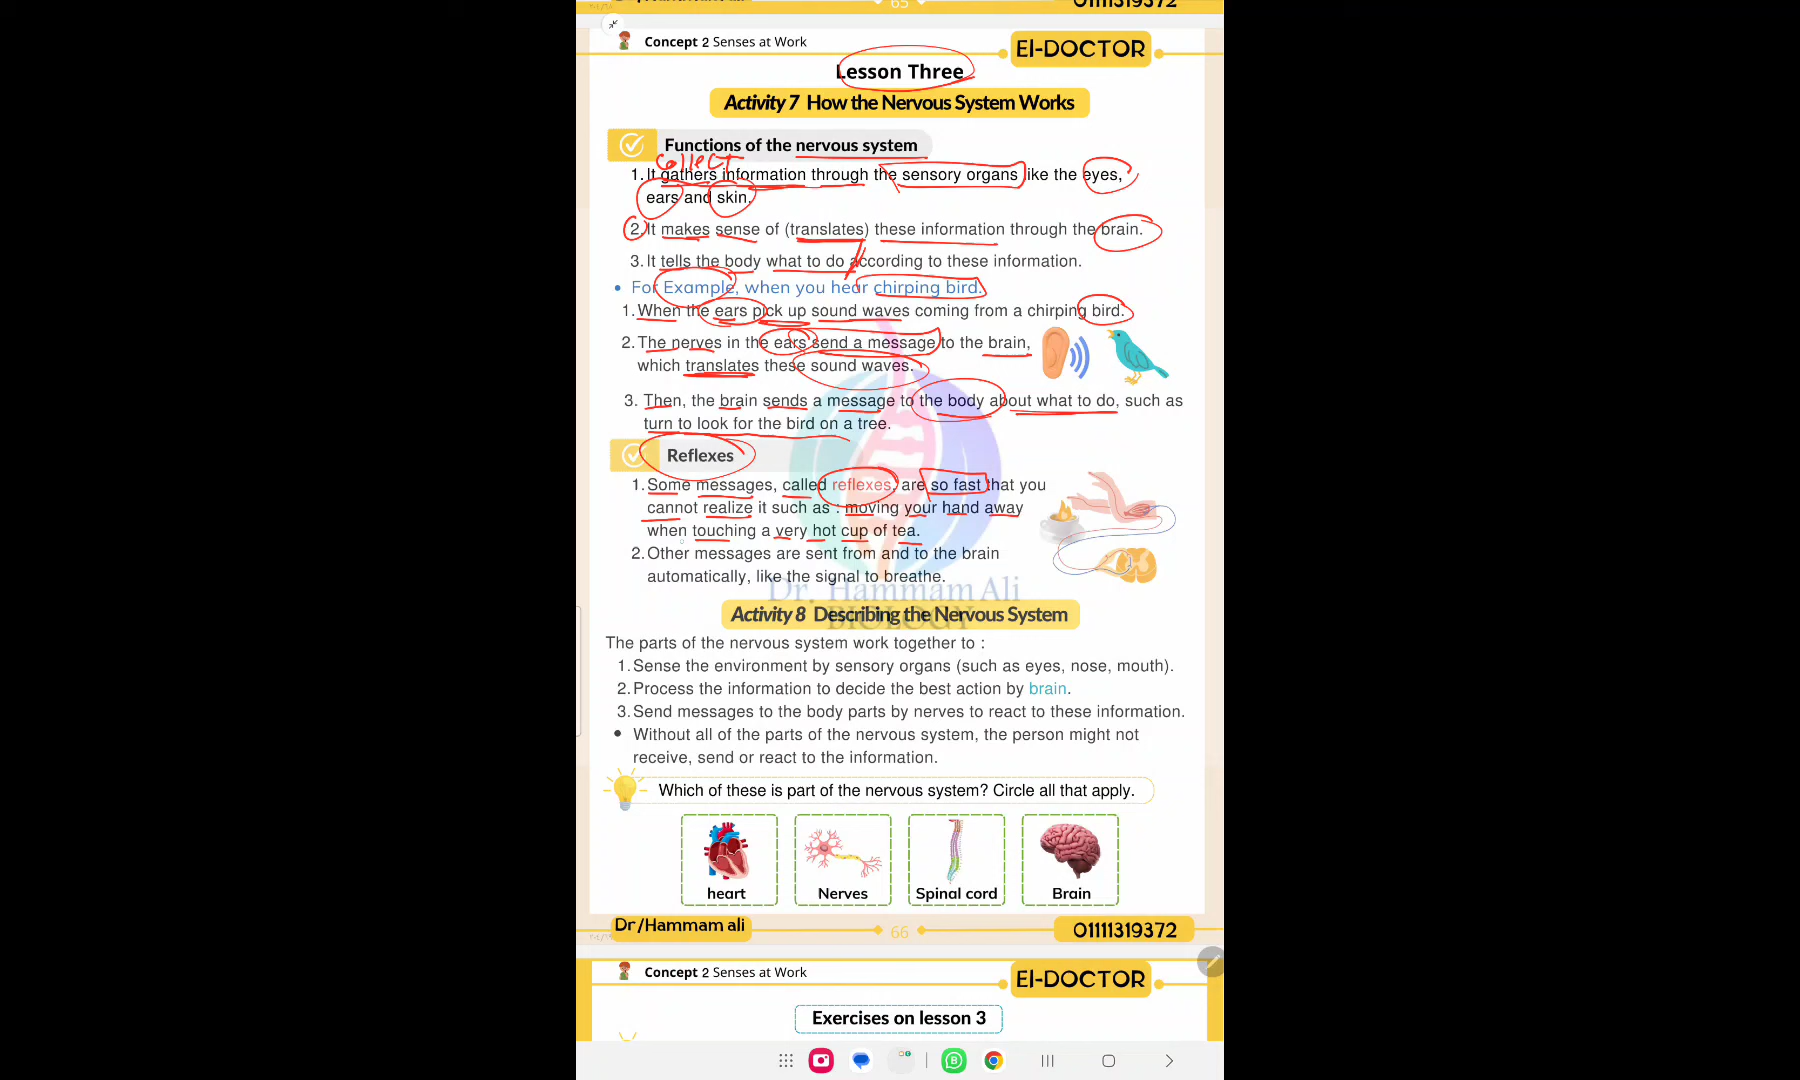 Dr/Hammam ali
65
01111319372
Concept 2 Senses at Work
El-DOCTOR
Lesson Three
Activity 7 How the Nervous System Works
Functions of the nervous system
collect
1. It gathers information through the sensory organs like the eyes,
ears and skin.
2. It makes sense of (translates) these information through the brain.
3. It tells the body what to do according to these information.
• For Example, when you hear chirping bird.
1. When the ears pick up sound waves coming from a chirping bird.
2. The nerves in the ears send a message to the brain,
which translates these sound waves.
3. Then, the brain sends a message to the body about what to do, such as
turn to look for the bird on a tree.
Reflexes
1. Some messages, called reflexes, are so fast that you
cannot realize it such as : moving your hand away
when touching a very hot cup of tea.
2. Other messages are sent from and to the brain
automatically, like the signal to breathe.
Dr. Hammam Ali
BIOLOGY
Activity 8 Describing the Nervous System
The parts of the nervous system work together to :
1. Sense the environment by sensory organs (such as eyes, nose, mouth).
2. Process the information to decide the best action by brain.
3. Send messages to the body parts by nerves to react to these information.
• Without all of the parts of the nervous system, the person might not
receive, send or react to the information.
Which of these is part of the nervous system? Circle all that apply.
heart
Nerves
Spinal cord
Brain
Dr/Hammam ali
66
01111319372
Concept 2 Senses at Work
El-DOCTOR
Exercises on lesson 3